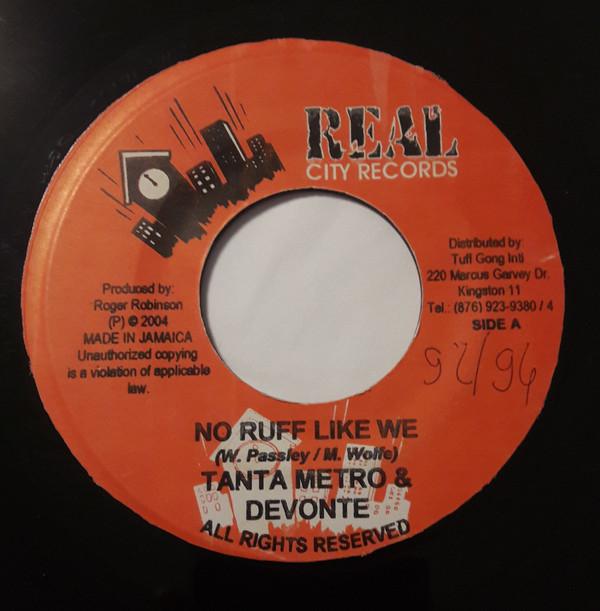 REAL
CITY RECORDS
Produced by:
Roger Robinson
(P) © 2004
MADE IN JAMAICA
Unauthorized copying
is a violation of applicable
law.
Distributed by:
Tuff Gong Intl
220 Marcus Garvey Dr.
Kingston 11
Tel.: (876) 923-9380 / 4
SIDE A
97/96
NO RUFF LIKE WE
(W. Passley / M. Wolfe)
TANTA METRO &
DEVONTE
ALL RIGHTS RESERVED